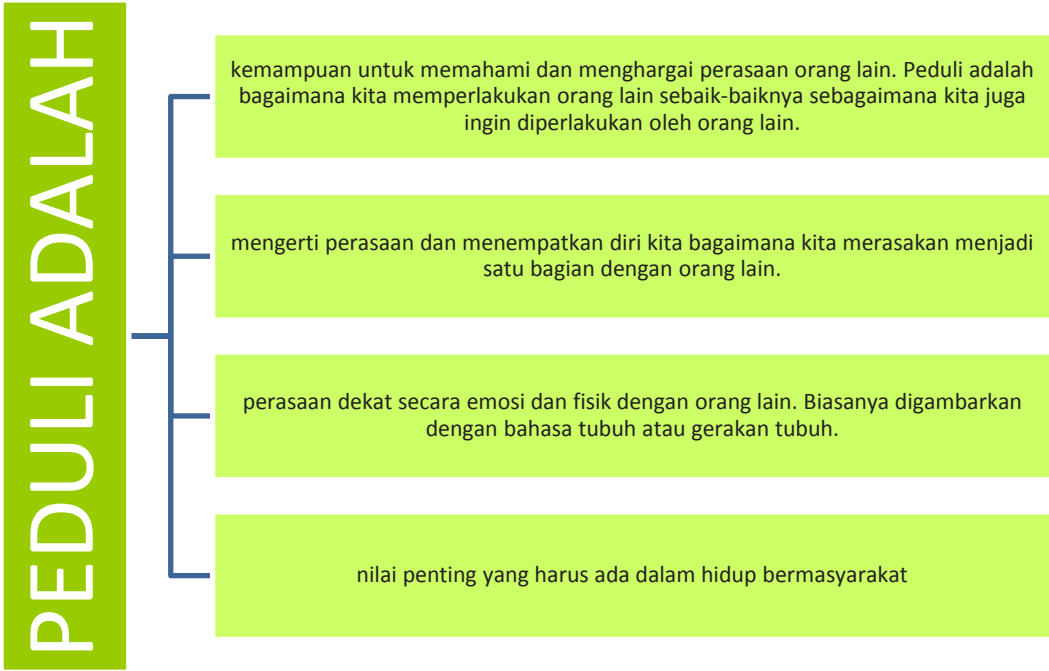 PEDULI ADALAH
kemampuan untuk memahami dan menghargai perasaan orang lain. Peduli adalah
bagaimana kita memperlakukan orang lain sebaik-baiknya sebagaimana kita juga
ingin diperlakukan oleh orang lain.
mengerti perasaan dan menempatkan diri kita bagaimana kita merasakan menjadi
satu bagian dengan orang lain.
perasaan dekat secara emosi dan fisik dengan orang lain. Biasanya digambarkan
dengan bahasa tubuh atau gerakan tubuh.
nilai penting yang harus ada dalam hidup bermasyarakat